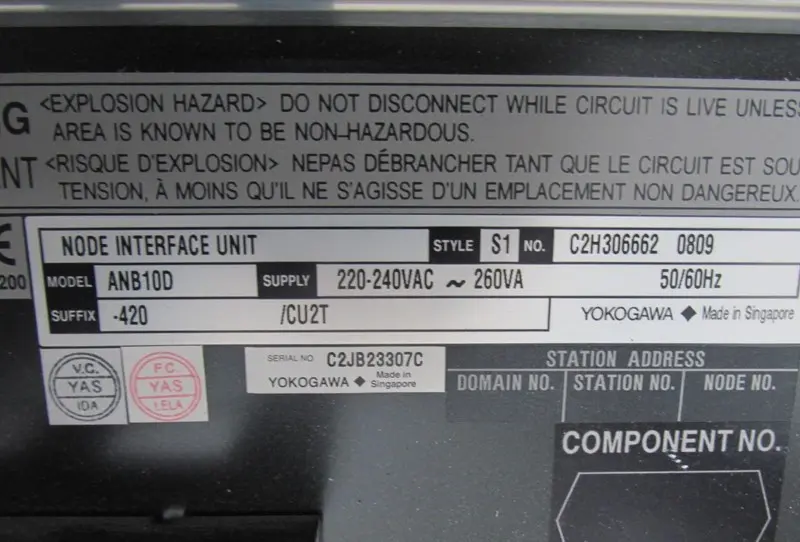 G <EXPLOSION HAZARD> DO NOT DISCONNECT WHILE CIRCUIT IS LIVE UNLESS
AREA IS KNOWN TO BE NON-HAZARDOUS.
NT <RISQUE D'EXPLOSION> NEPAS DÉBRANCHER TANT QUE LE CIRCUIT EST SOU
TENSION, À MOINS QU'IL NE S'AGISSE D'UN EMPLACEMENT NON DANGEREUX.
CE
200
NODE INTERFACE UNIT STYLE S1 NO. C2H306662 0809
MODEL ANB10D SUPPLY 220-240VAC ~ 260VA 50/60Hz
SUFFIX -420 /CU2T YOKOGAWA ◆ Made in Singapore
V.C.
YAS
IDA
F.C.
YAS
LELA
SERIAL NO. C2JB23307C
YOKOGAWA ◆ Made in Singapore
STATION ADDRESS
DOMAIN NO. STATION NO. NODE NO.
COMPONENT NO.